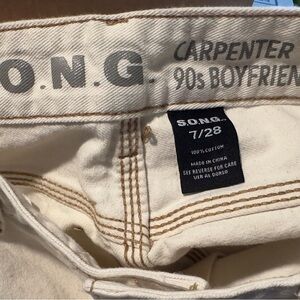 S.O.N.G.
CARPENTER
90s BOYFRIEN
S.O.N.G.
7/28
100% COTTON
MADE IN CHINA
SEE REVERSE FOR CARE
VER AL DORSO